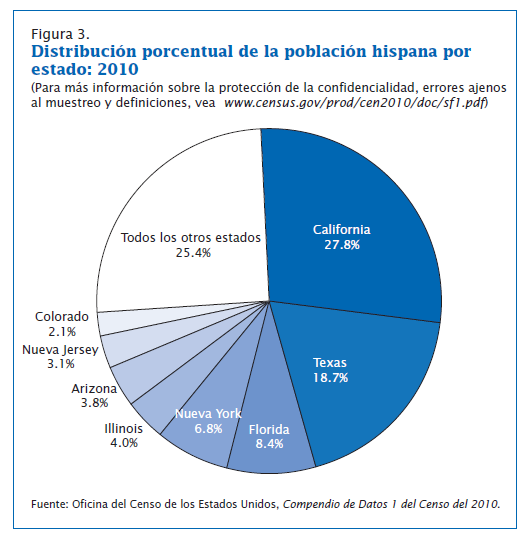 Figura 3.
Distribución porcentual de la población hispana por
estado: 2010
(Para más información sobre la protección de la confidencialidad, errores ajenos
al muestreo y definiciones, vea www.census.gov/prod/cen2010/doc/sf1.pdf)
California
27.8%
Texas
18.7%
Florida
8.4%
Nueva York
6.8%
Illinois
4.0%
Arizona
3.8%
Nueva Jersey
3.1%
Colorado
2.1%
Todos los otros estados
25.4%
Fuente: Oficina del Censo de los Estados Unidos, Compendio de Datos 1 del Censo del 2010.